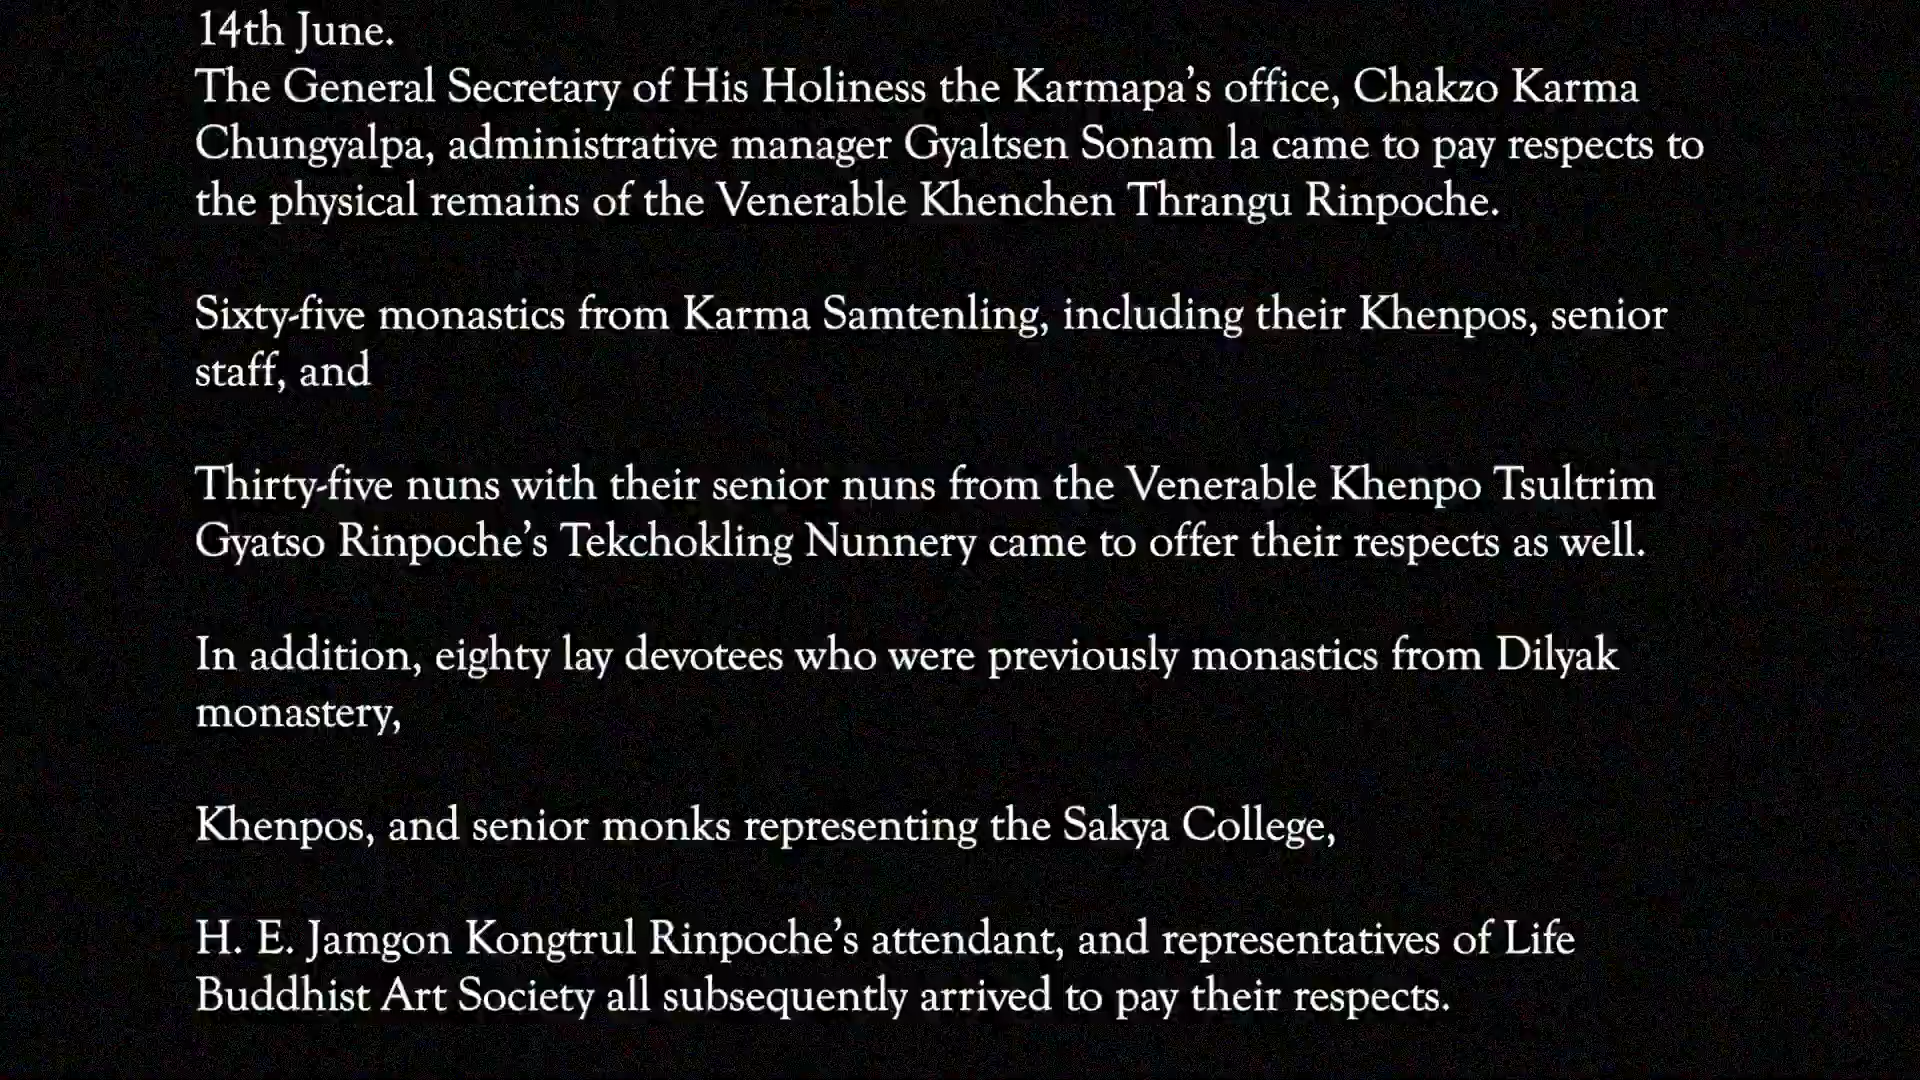 14th June.
The General Secretary of His Holiness the Karmapa’s office, Chakzo Karma
Chungyalpa, administrative manager Gyaltsen Sonam la came to pay respects to
the physical remains of the Venerable Khenchen Thrangu Rinpoche.
Sixty-five monastics from Karma Samtenling, including their Khenpos, senior
staff, and
Thirty-five nuns with their senior nuns from the Venerable Khenpo Tsultrim
Gyatso Rinpoche’s Tekchokling Nunnery came to offer their respects as well.
In addition, eighty lay devotees who were previously monastics from Dilyak
monastery,
Khenpos, and senior monks representing the Sakya College,
H. E. Jamgon Kongtrul Rinpoche’s attendant, and representatives of Life
Buddhist Art Society all subsequently arrived to pay their respects.